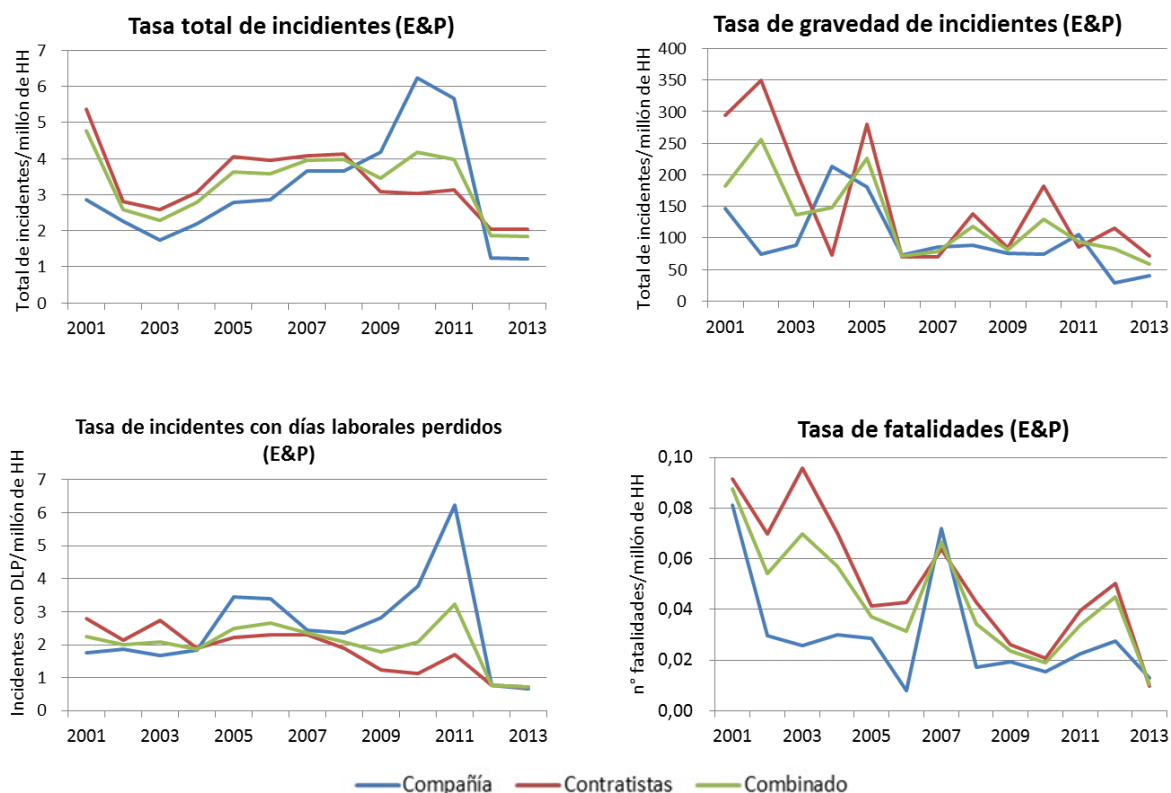 Tasa total de incidientes (E&P)
Total de incidentes/millón de HH
7
6
5
4
3
2
1
0
2001 2003 2005 2007 2009 2011 2013
Tasa de gravedad de incidientes (E&P)
Total de incidentes/millón de HH
400
350
300
250
200
150
100
50
0
2001 2003 2005 2007 2009 2011 2013
Tasa de incidentes con días laborales perdidos
(E&P)
Incidentes con DLP/millón de HH
7
6
5
4
3
2
1
0
2001 2003 2005 2007 2009 2011 2013
Tasa de fatalidades (E&P)
n° fatalidades/millón de HH
0,10
0,08
0,06
0,04
0,02
0,00
2001 2003 2005 2007 2009 2011 2013
Compañía Contratistas Combinado